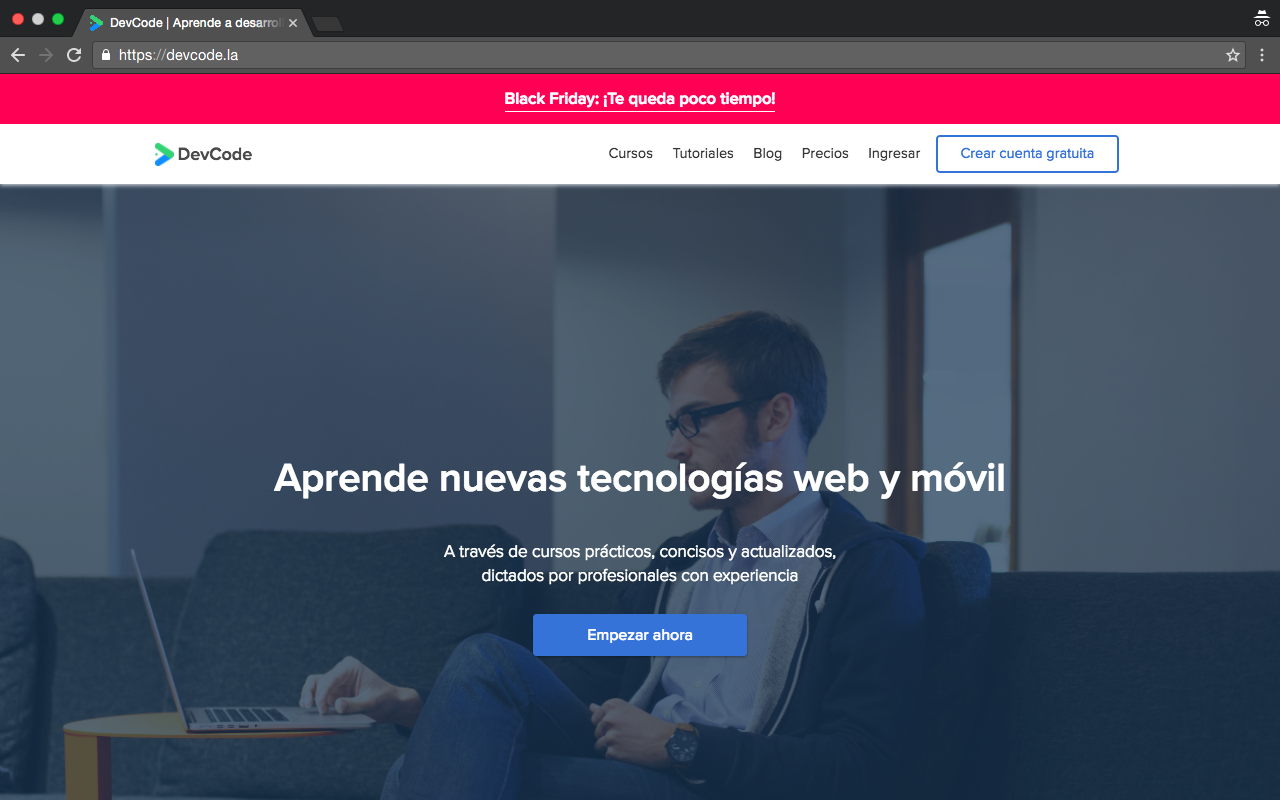 DevCode | Aprende a desarroll
https://devcode.la
Black Friday: ¡Te queda poco tiempo!
DevCode
Cursos Tutoriales Blog Precios Ingresar Crear cuenta gratuita
Aprende nuevas tecnologías web y móvil
A través de cursos prácticos, concisos y actualizados,
dictados por profesionales con experiencia
Empezar ahora